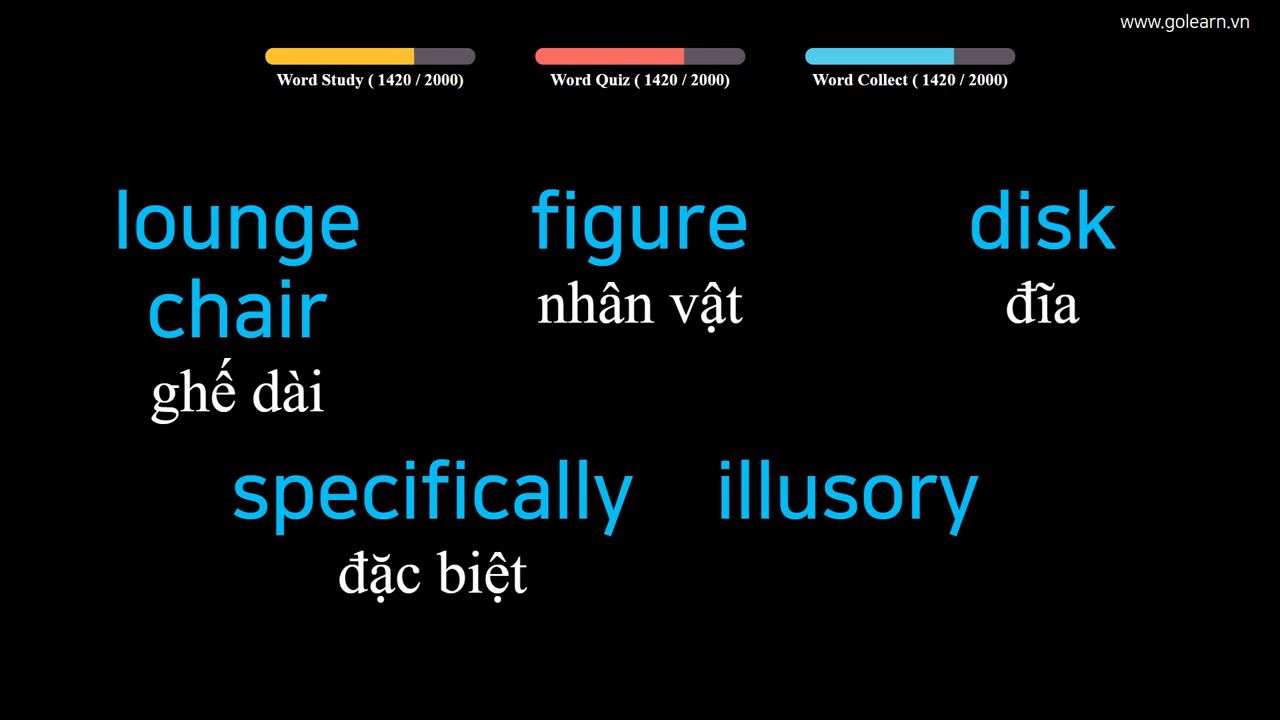 www.golearn.vn
Word Study ( 1420 / 2000)
Word Quiz ( 1420 / 2000)
Word Collect ( 1420 / 2000)
lounge
chair
ghế dài
figure
nhân vật
disk
đĩa
specifically
đặc biệt
illusory